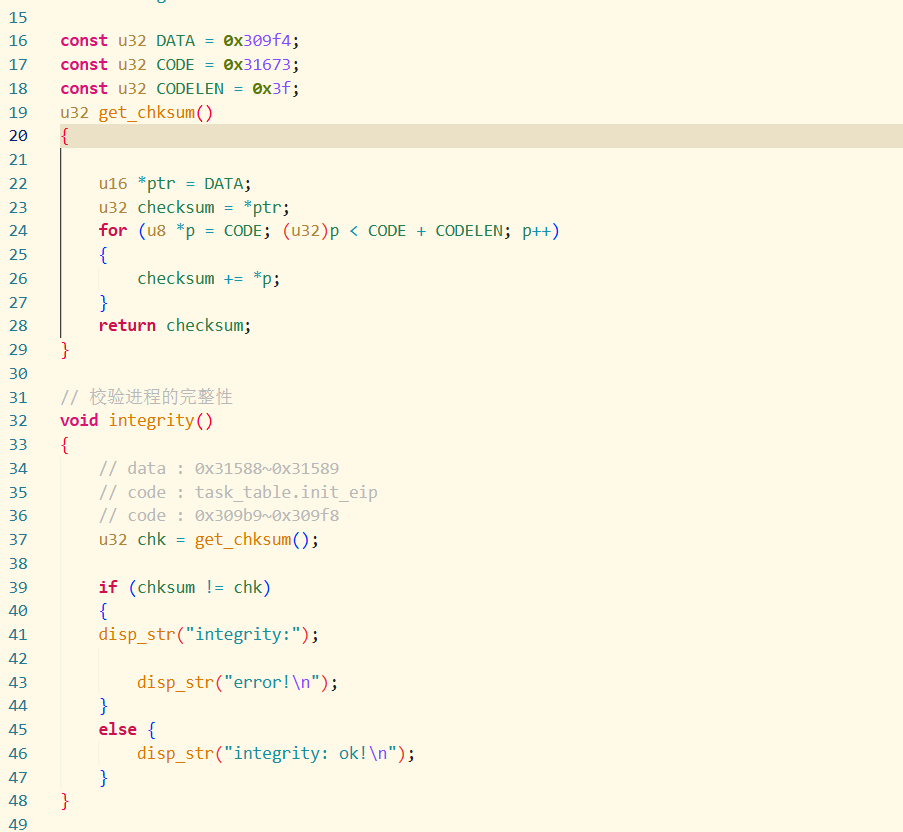 15
16 const u32 DATA = 0x309f4;
17 const u32 CODE = 0x31673;
18 const u32 CODELEN = 0x3f;
19 u32 get_chksum()
20 {
21
22     u16 *ptr = DATA;
23     u32 checksum = *ptr;
24     for (u8 *p = CODE; (u32)p < CODE + CODELEN; p++)
25     {
26         checksum += *p;
27     }
28     return checksum;
29 }
30
31 // 校验进程的完整性
32 void integrity()
33 {
34     // data : 0x31588~0x31589
35     // code : task_table.init_eip
36     // code : 0x309b9~0x309f8
37     u32 chk = get_chksum();
38
39     if (chksum != chk)
40     {
41     disp_str("integrity:");
42
43         disp_str("error!\n");
44     }
45     else {
46         disp_str("integrity: ok!\n");
47     }
48 }
49